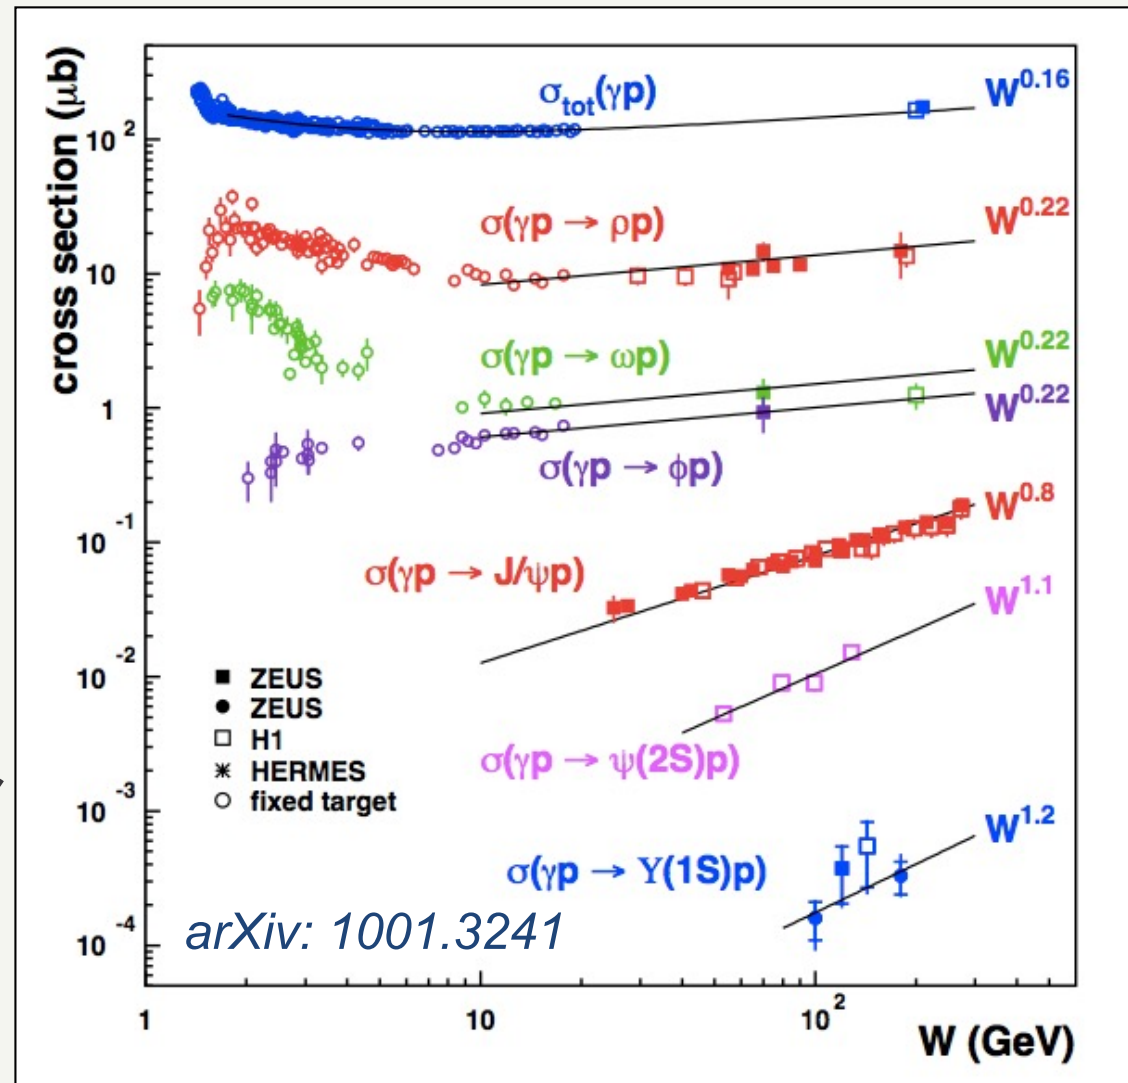 cross section (μb)
10²
10
1
10⁻¹
10⁻²
10⁻³
10⁻⁴
σtot(γp)
W⁰·¹⁶
σ(γp → ρp)
W⁰·²²
σ(γp → ωp)
W⁰·²²
W⁰·²²
σ(γp → φp)
W⁰·⁸
σ(γp → J/ψp)
W¹·¹
σ(γp → ψ(2S)p)
W¹·²
σ(γp → Υ(1S)p)
ZEUS
ZEUS
H1
HERMES
fixed target
arXiv: 1001.3241
1
10
10²
W (GeV)